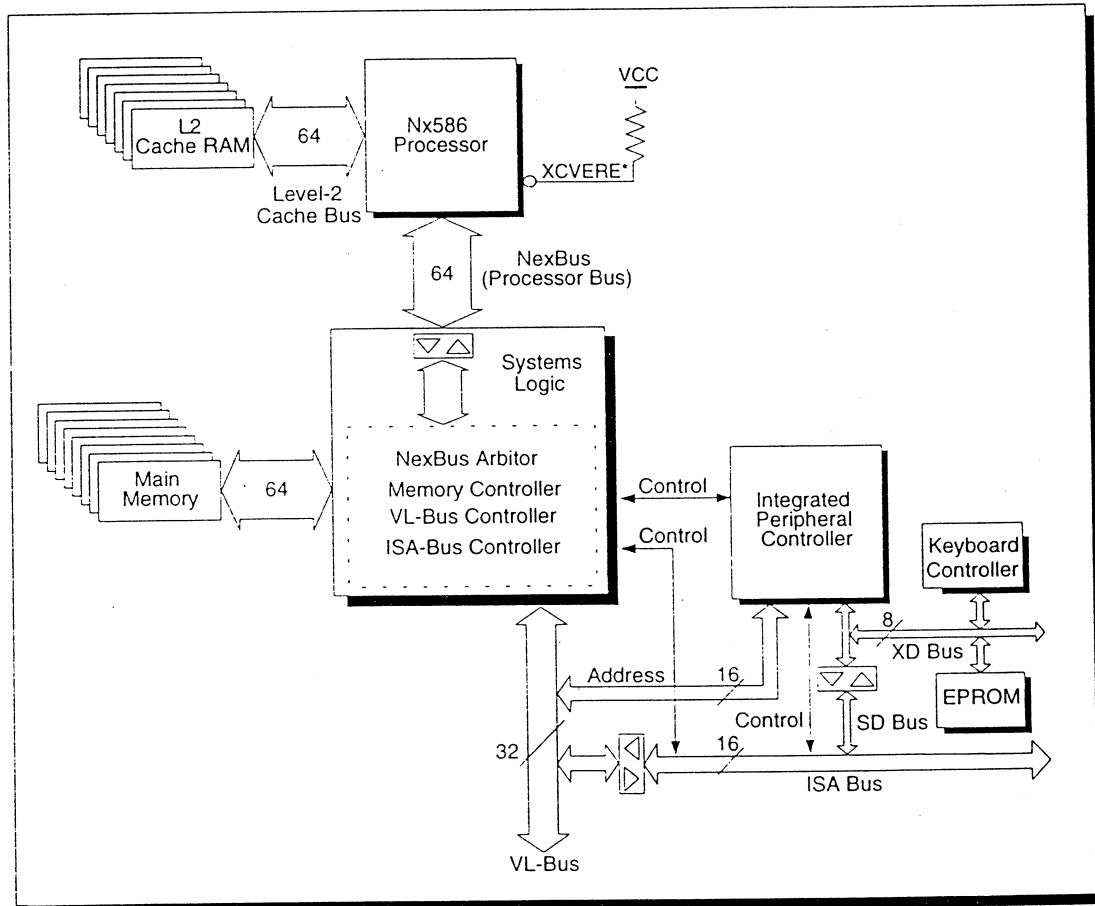 VCC
L2
Cache RAM
64
Nx586
Processor
XCVERE*
Level-2
Cache Bus
64
NexBus
(Processor Bus)
Systems
Logic
Main
Memory
64
NexBus Arbitor
Memory Controller
VL-Bus Controller
ISA-Bus Controller
Control
Control
Integrated
Peripheral
Controller
Keyboard
Controller
8
XD Bus
Address
16
EPROM
Control
SD Bus
32
16
ISA Bus
VL-Bus